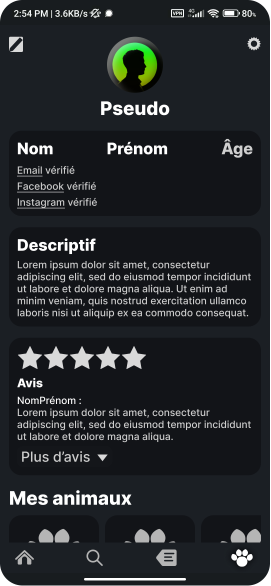 2:54 PM | 3.6KB/s VPN 4G 80%
Pseudo
Nom Prénom Âge
Email vérifié
Facebook vérifié
Instagram vérifié
Descriptif
Lorem ipsum dolor sit amet, consectetur
adipiscing elit, sed do eiusmod tempor incididunt
ut labore et dolore magna aliqua. Ut enim ad
minim veniam, quis nostrud exercitation ullamco
laboris nisi ut aliquip ex ea commodo consequat.
Avis
NomPrénom :
Lorem ipsum dolor sit amet, consectetur
adipiscing elit, sed do eiusmod tempor incididunt
ut labore et dolore magna aliqua.
Plus d'avis
Mes animaux